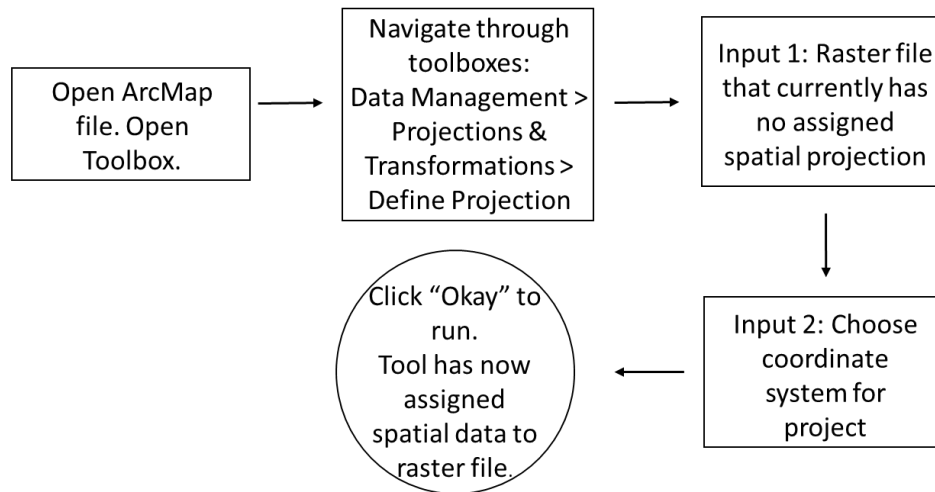 Open ArcMap
file. Open
Toolbox.
Navigate through
toolboxes:
Data Management >
Projections &
Transformations >
Define Projection
Input 1: Raster file
that currently has
no assigned
spatial projection
Input 2: Choose
coordinate
system for
project
Click “Okay” to
run.
Tool has now
assigned
spatial data to
raster file.